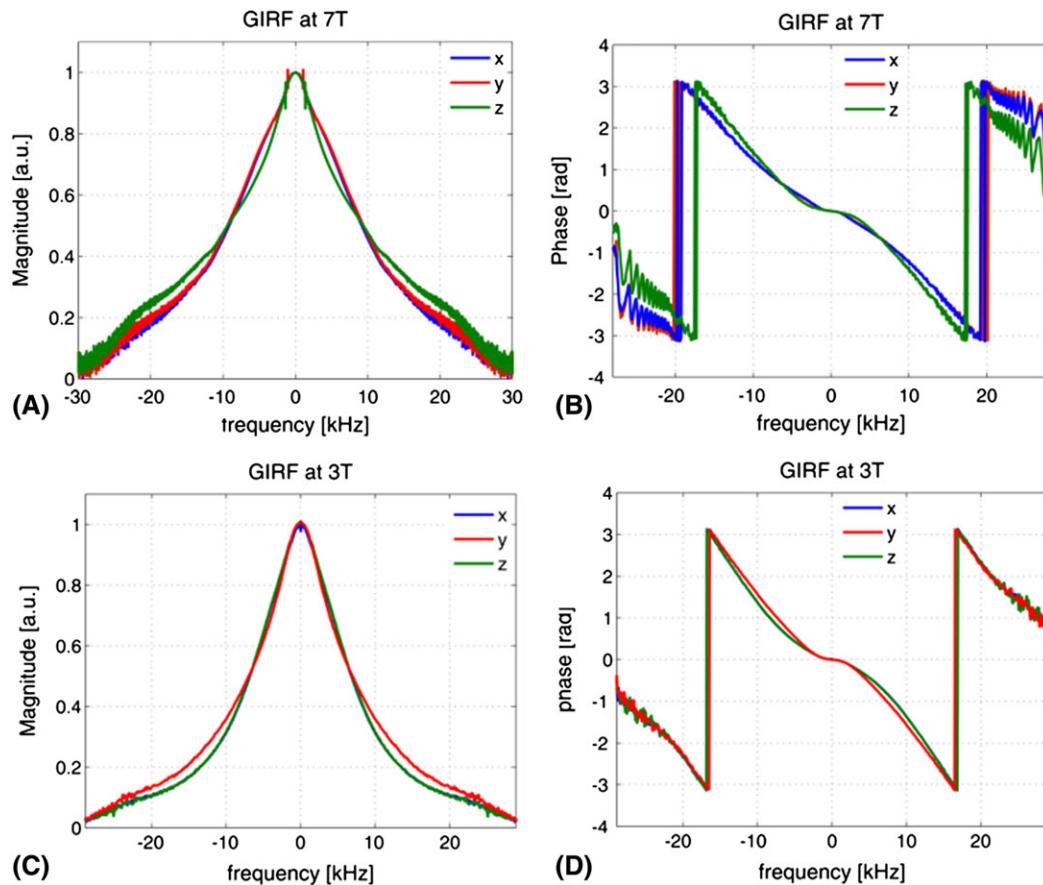 GIRF at 7T
x
y
z
Magnitude [a.u.]
1
0.8
0.6
0.4
0.2
0
-30 -20 -10 0 10 20 30
trequency [kHz]
(A)
GIRF at 7T
x
y
z
Phase [rad]
4
3
2
1
0
-1
-2
-3
-4
-20 -10 0 10 20
frequency [kHz]
(B)
GIRF at 3T
x
y
z
Magnitude [a.u.]
1
0.8
0.6
0.4
0.2
0
-20 -10 0 10 20
frequency [kHz]
(C)
GIRF at 3T
x
y
z
pnase [rad]
4
3
2
1
0
-1
-2
-3
-4
-20 -10 0 10 20
frequency [kHz]
(D)